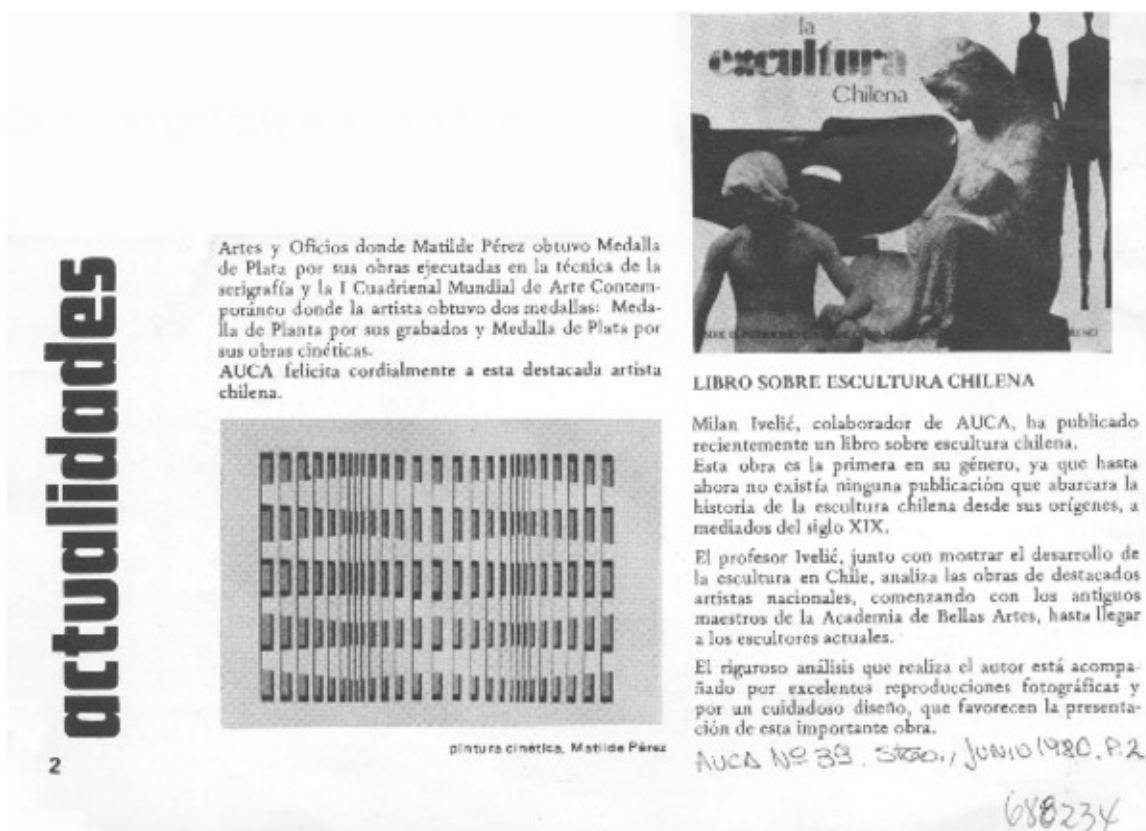 actualidades
Artes y Oficios donde Matilde Pérez obtuvo Medalla
de Plata por sus obras ejecutadas en la técnica de la
serigrafía y la I Cuadrienal Mundial de Arte Contem-
poráneo donde la artista obtuvo dos medallas: Meda-
lla de Planta por sus grabados y Medalla de Plata por
sus obras cinéticas.
AUCA felicita cordialmente a esta destacada artista
chilena.
pintura cinética, Matilde Pérez
2
la
escultura
Chilena
LIBRO SOBRE ESCULTURA CHILENA
Milan Ivelić, colaborador de AUCA, ha publicado
recientemente un libro sobre escultura chilena.
Esta obra es la primera en su género, ya que hasta
ahora no existía ninguna publicación que abarcara la
historia de la escultura chilena desde sus orígenes, a
mediados del siglo XIX.
El profesor Ivelić, junto con mostrar el desarrollo de
la escultura en Chile, analiza las obras de destacados
artistas nacionales, comenzando con los antiguos
maestros de la Academia de Bellas Artes, hasta llegar
a los escultores actuales.
El riguroso análisis que realiza el autor está acompa-
ñado por excelentes reproducciones fotográficas y
por un cuidadoso diseño, que favorecen la presenta-
ción de esta importante obra.
AUCA Nº 39. Stgo., JUNIO 1980. P.2
688234